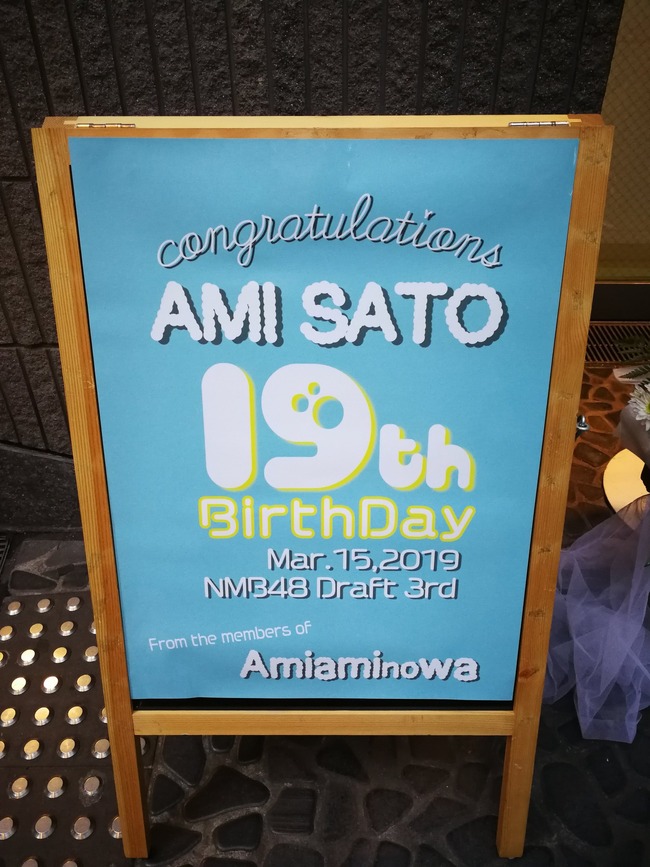 congratulations
AMI SATO
19th
BirthDay
Mar.15,2019
NMB48 Draft 3rd
From the members of
Amiaminowa